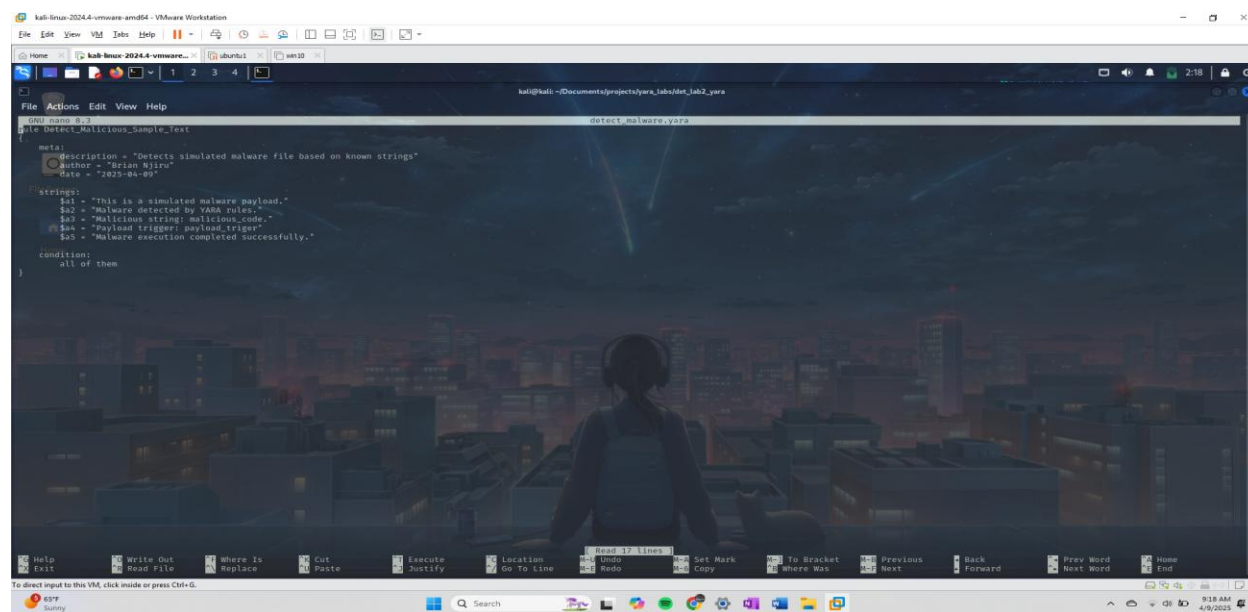 kali-linux-2024.4-vmware-amd64 - VMware Workstation
File Edit View VM Tabs Help
Home kali-linux-2024.4-vmware... ubuntu1 win10
1 2 3 4 2:18
kali@kali: ~/Documents/projects/yara_labs/det_lab2_yara
File Actions Edit View Help
GNU nano 8.3 detect_malware.yara
rule Detect_Malicious_Sample_Text
{
meta:
description = "Detects simulated malware file based on known strings"
author = "Brian Njiru"
date = "2025-04-09"
strings:
$a1 = "This is a simulated malware payload."
$a2 = "Malware detected by YARA rules."
$a3 = "Malicious string: malicious_code."
$a4 = "Payload trigger: payload_triger"
$a5 = "Malware execution completed successfully."
condition:
all of them
}
[ Read 17 lines ]
^G Help ^O Write Out ^W Where Is ^K Cut ^T Execute ^C Location M-U Undo M-A Set Mark M-] To Bracket M-B Previous ◂ Back Prev Word ^A Home
^X Exit ^R Read File ^\ Replace ^U Paste ^J Justify ^/ Go To Line M-E Redo M-6 Copy ^B Where Was M-F Next ▸ Forward Next Word ^E End
To direct input to this VM, click inside or press Ctrl+G.
65°F
Sunny
Search
9:18 AM
4/9/2025